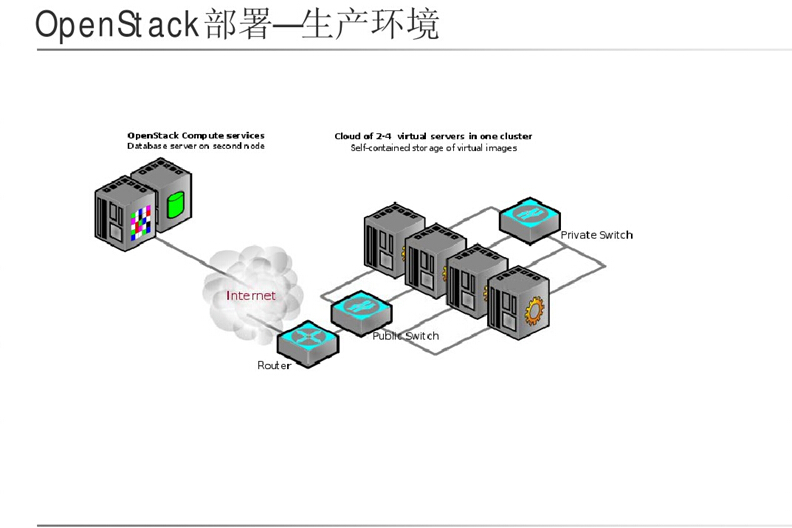 OpenStack部署—生产环境
OpenStack Compute services
Database server on second node
Cloud of 2-4 virtual servers in one cluster
Self-contained storage of virtual images
Private Switch
Internet
Public Switch
Router